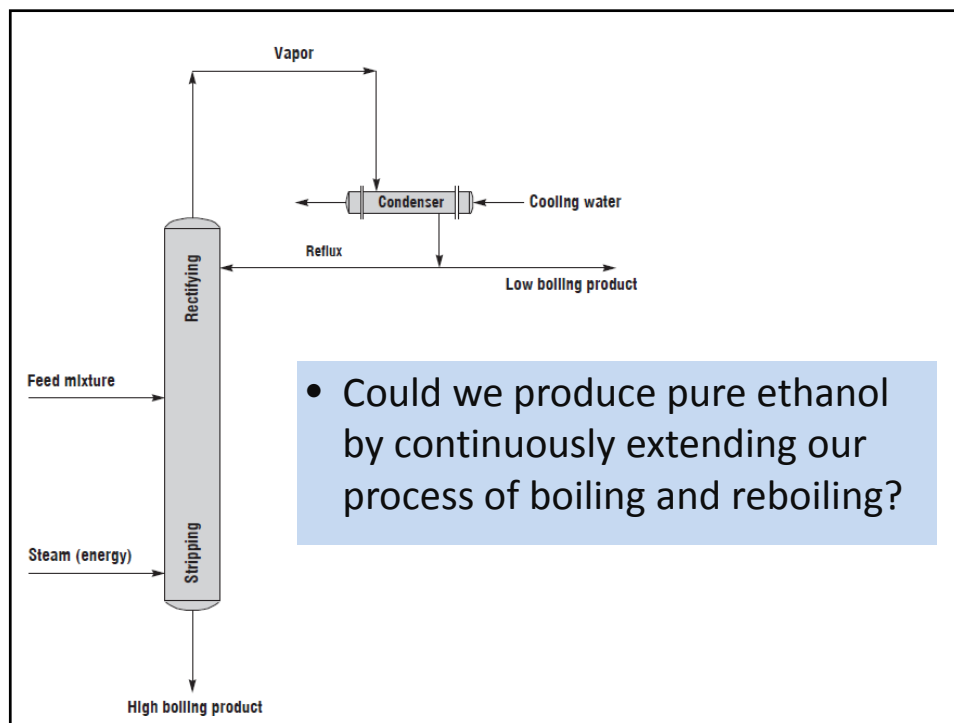 Vapor
Condenser
Cooling water
Reflux
Low boiling product
Rectifying
Feed mixture
• Could we produce pure ethanol
by continuously extending our
process of boiling and reboiling?
Stripping
Steam (energy)
High boiling product